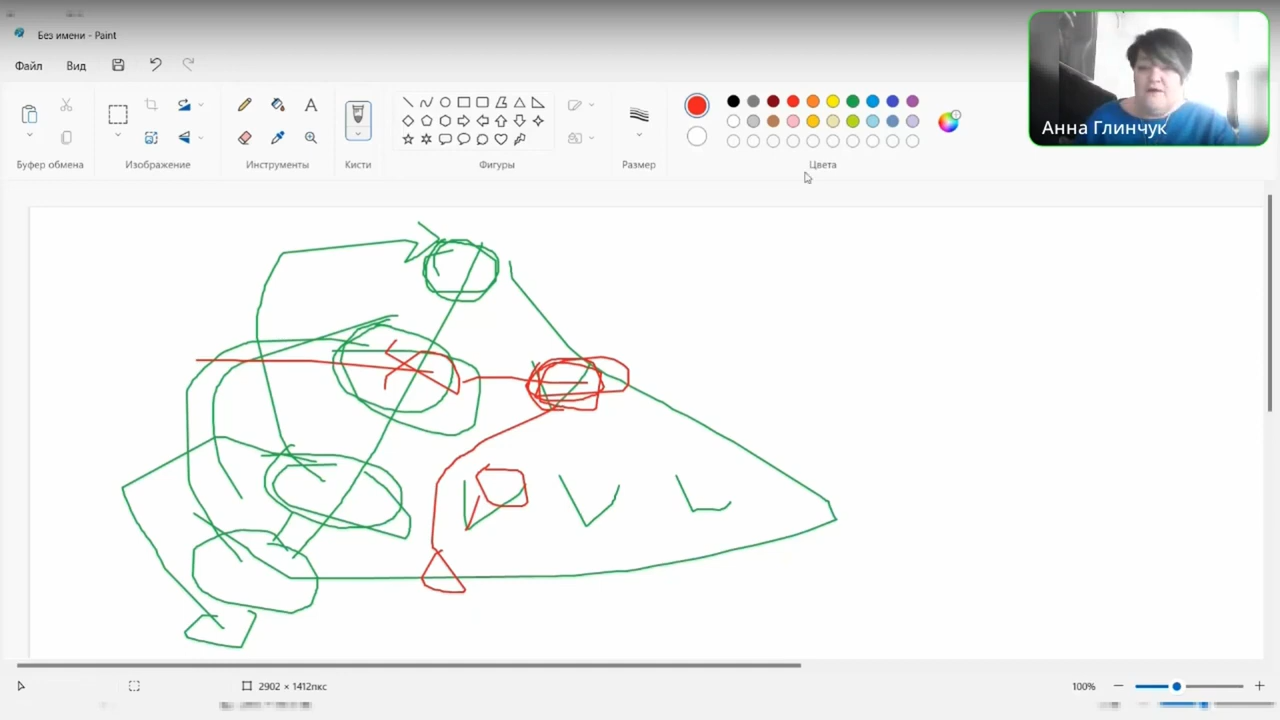 Без имени - Paint
Файл Вид
Буфер обмена Изображение Инструменты Кисти Фигуры Размер Цвета
Анна Глинчук
2902 × 1412пкс 100%